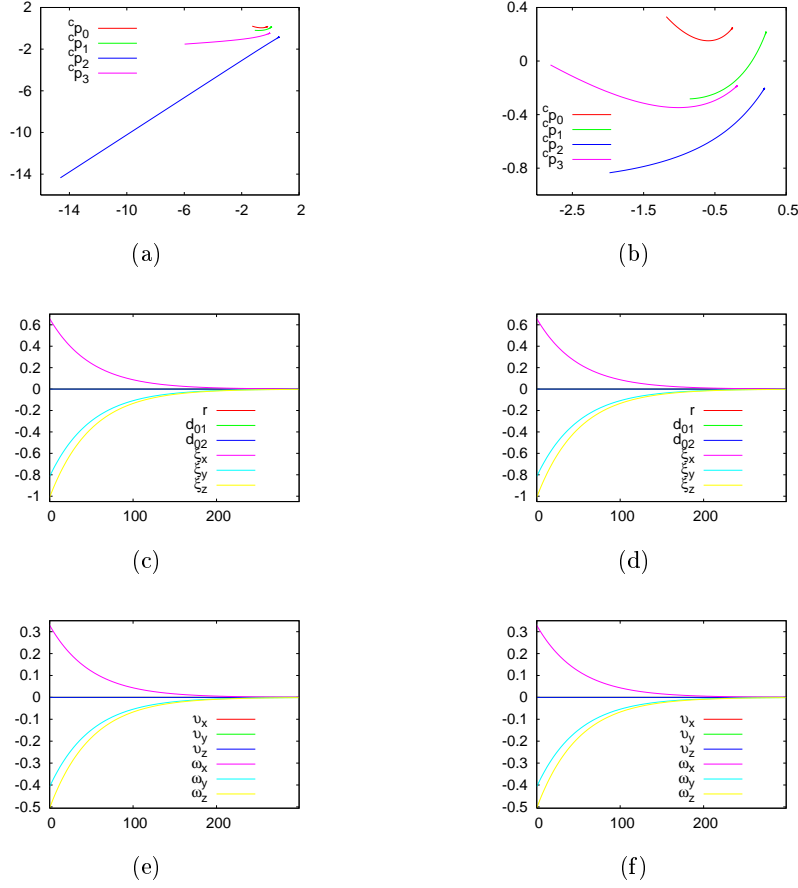 2
-2
-6
-10
-14
-14 -10 -6 -2 2
cp0
cp1
cp2
cp3
(a)
0.4
0
-0.4
-0.8
-2.5 -1.5 -0.5 0.5
cp0
cp1
cp2
cp3
(b)
0.6
0.4
0.2
0
-0.2
-0.4
-0.6
-0.8
-1
0 100 200
r
d01
d02
ξx
ξy
ξz
(c)
0.6
0.4
0.2
0
-0.2
-0.4
-0.6
-0.8
-1
0 100 200
r
d01
d02
ξx
ξy
ξz
(d)
0.3
0.2
0.1
0
-0.1
-0.2
-0.3
-0.4
-0.5
0 100 200
υx
υy
υz
ωx
ωy
ωz
(e)
0.3
0.2
0.1
0
-0.1
-0.2
-0.3
-0.4
-0.5
0 100 200
υx
υy
υz
ωx
ωy
ωz
(f)